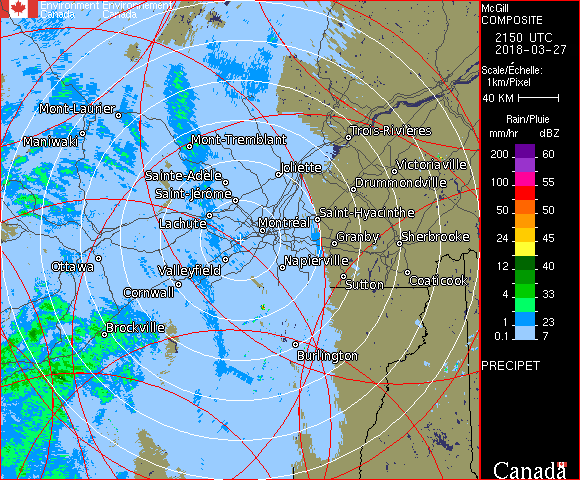 Environment Environnement
Canada Canada
McGill
COMPOSITE
2150 UTC
2018-03-27
Scale/Échelle:
1km/Pixel
40 KM
Rain/Pluie
mm/hr dBZ
200 60
100 55
50 50
24 45
12 40
4 33
1 23
0.1 7
PRECIPET
Canada
Mont-Laurier
Maniwaki
Mont-Tremblant
Trois-Rivières
Victoriaville
Joliette
Sainte-Adèle
Drummondville
Saint-Jérôme
Saint-Hyacinthe
Lachute
Montréal
Granby
Sherbrooke
Ottawa
Valleyfield
Napierville
Coaticook
Sutton
Cornwall
Brockville
Burlington